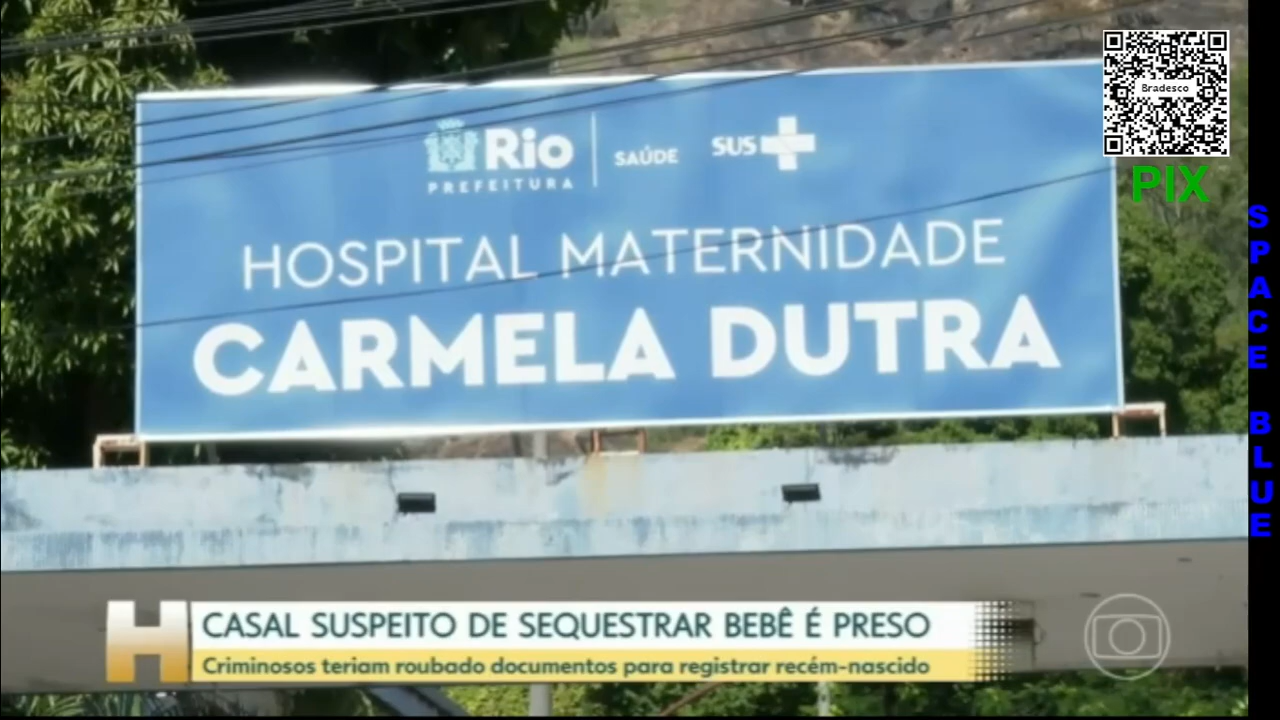 Rio
PREFEITURA
SAÚDE
SUS
HOSPITAL MATERNIDADE
CARMELA DUTRA
Bradesco
PIX
SPACE BLUE
H
CASAL SUSPEITO DE SEQUESTRAR BEBÊ É PRESO
Criminosos teriam roubado documentos para registrar recém-nascido